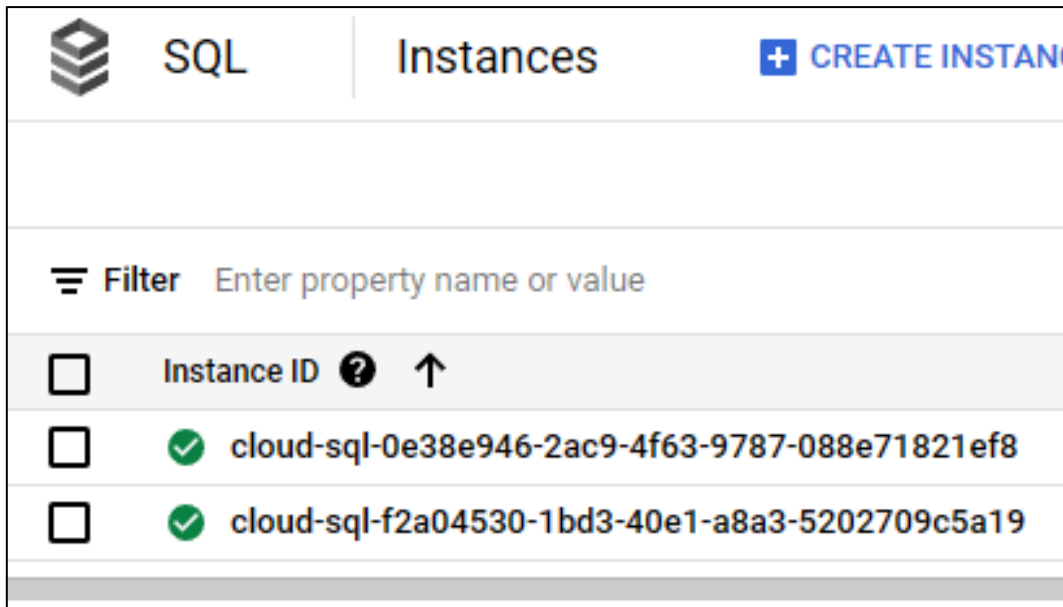 SQL Instances CREATE INSTANC
Filter Enter property name or value
Instance ID
cloud-sql-0e38e946-2ac9-4f63-9787-088e71821ef8
cloud-sql-f2a04530-1bd3-40e1-a8a3-5202709c5a19